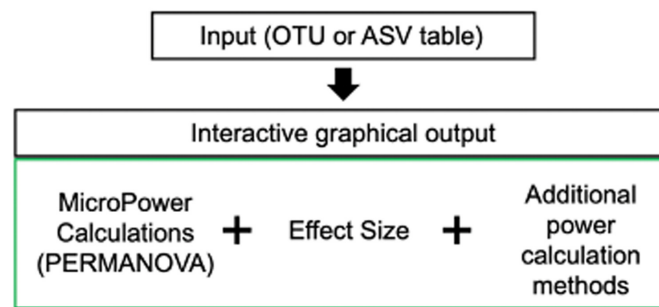 Input (OTU or ASV table)
Interactive graphical output
MicroPower
Calculations
(PERMANOVA)
+
Effect Size
+
Additional
power
calculation
methods